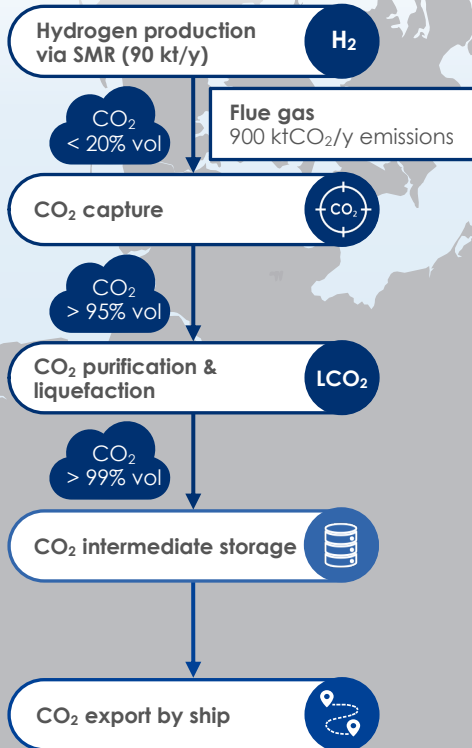 Hydrogen production
via SMR (90 kt/y)
H₂
CO₂
< 20% vol
Flue gas
900 ktCO₂/y emissions
CO₂ capture
CO₂
CO₂
> 95% vol
CO₂ purification &
liquefaction
LCO₂
CO₂
> 99% vol
CO₂ intermediate storage
CO₂ export by ship